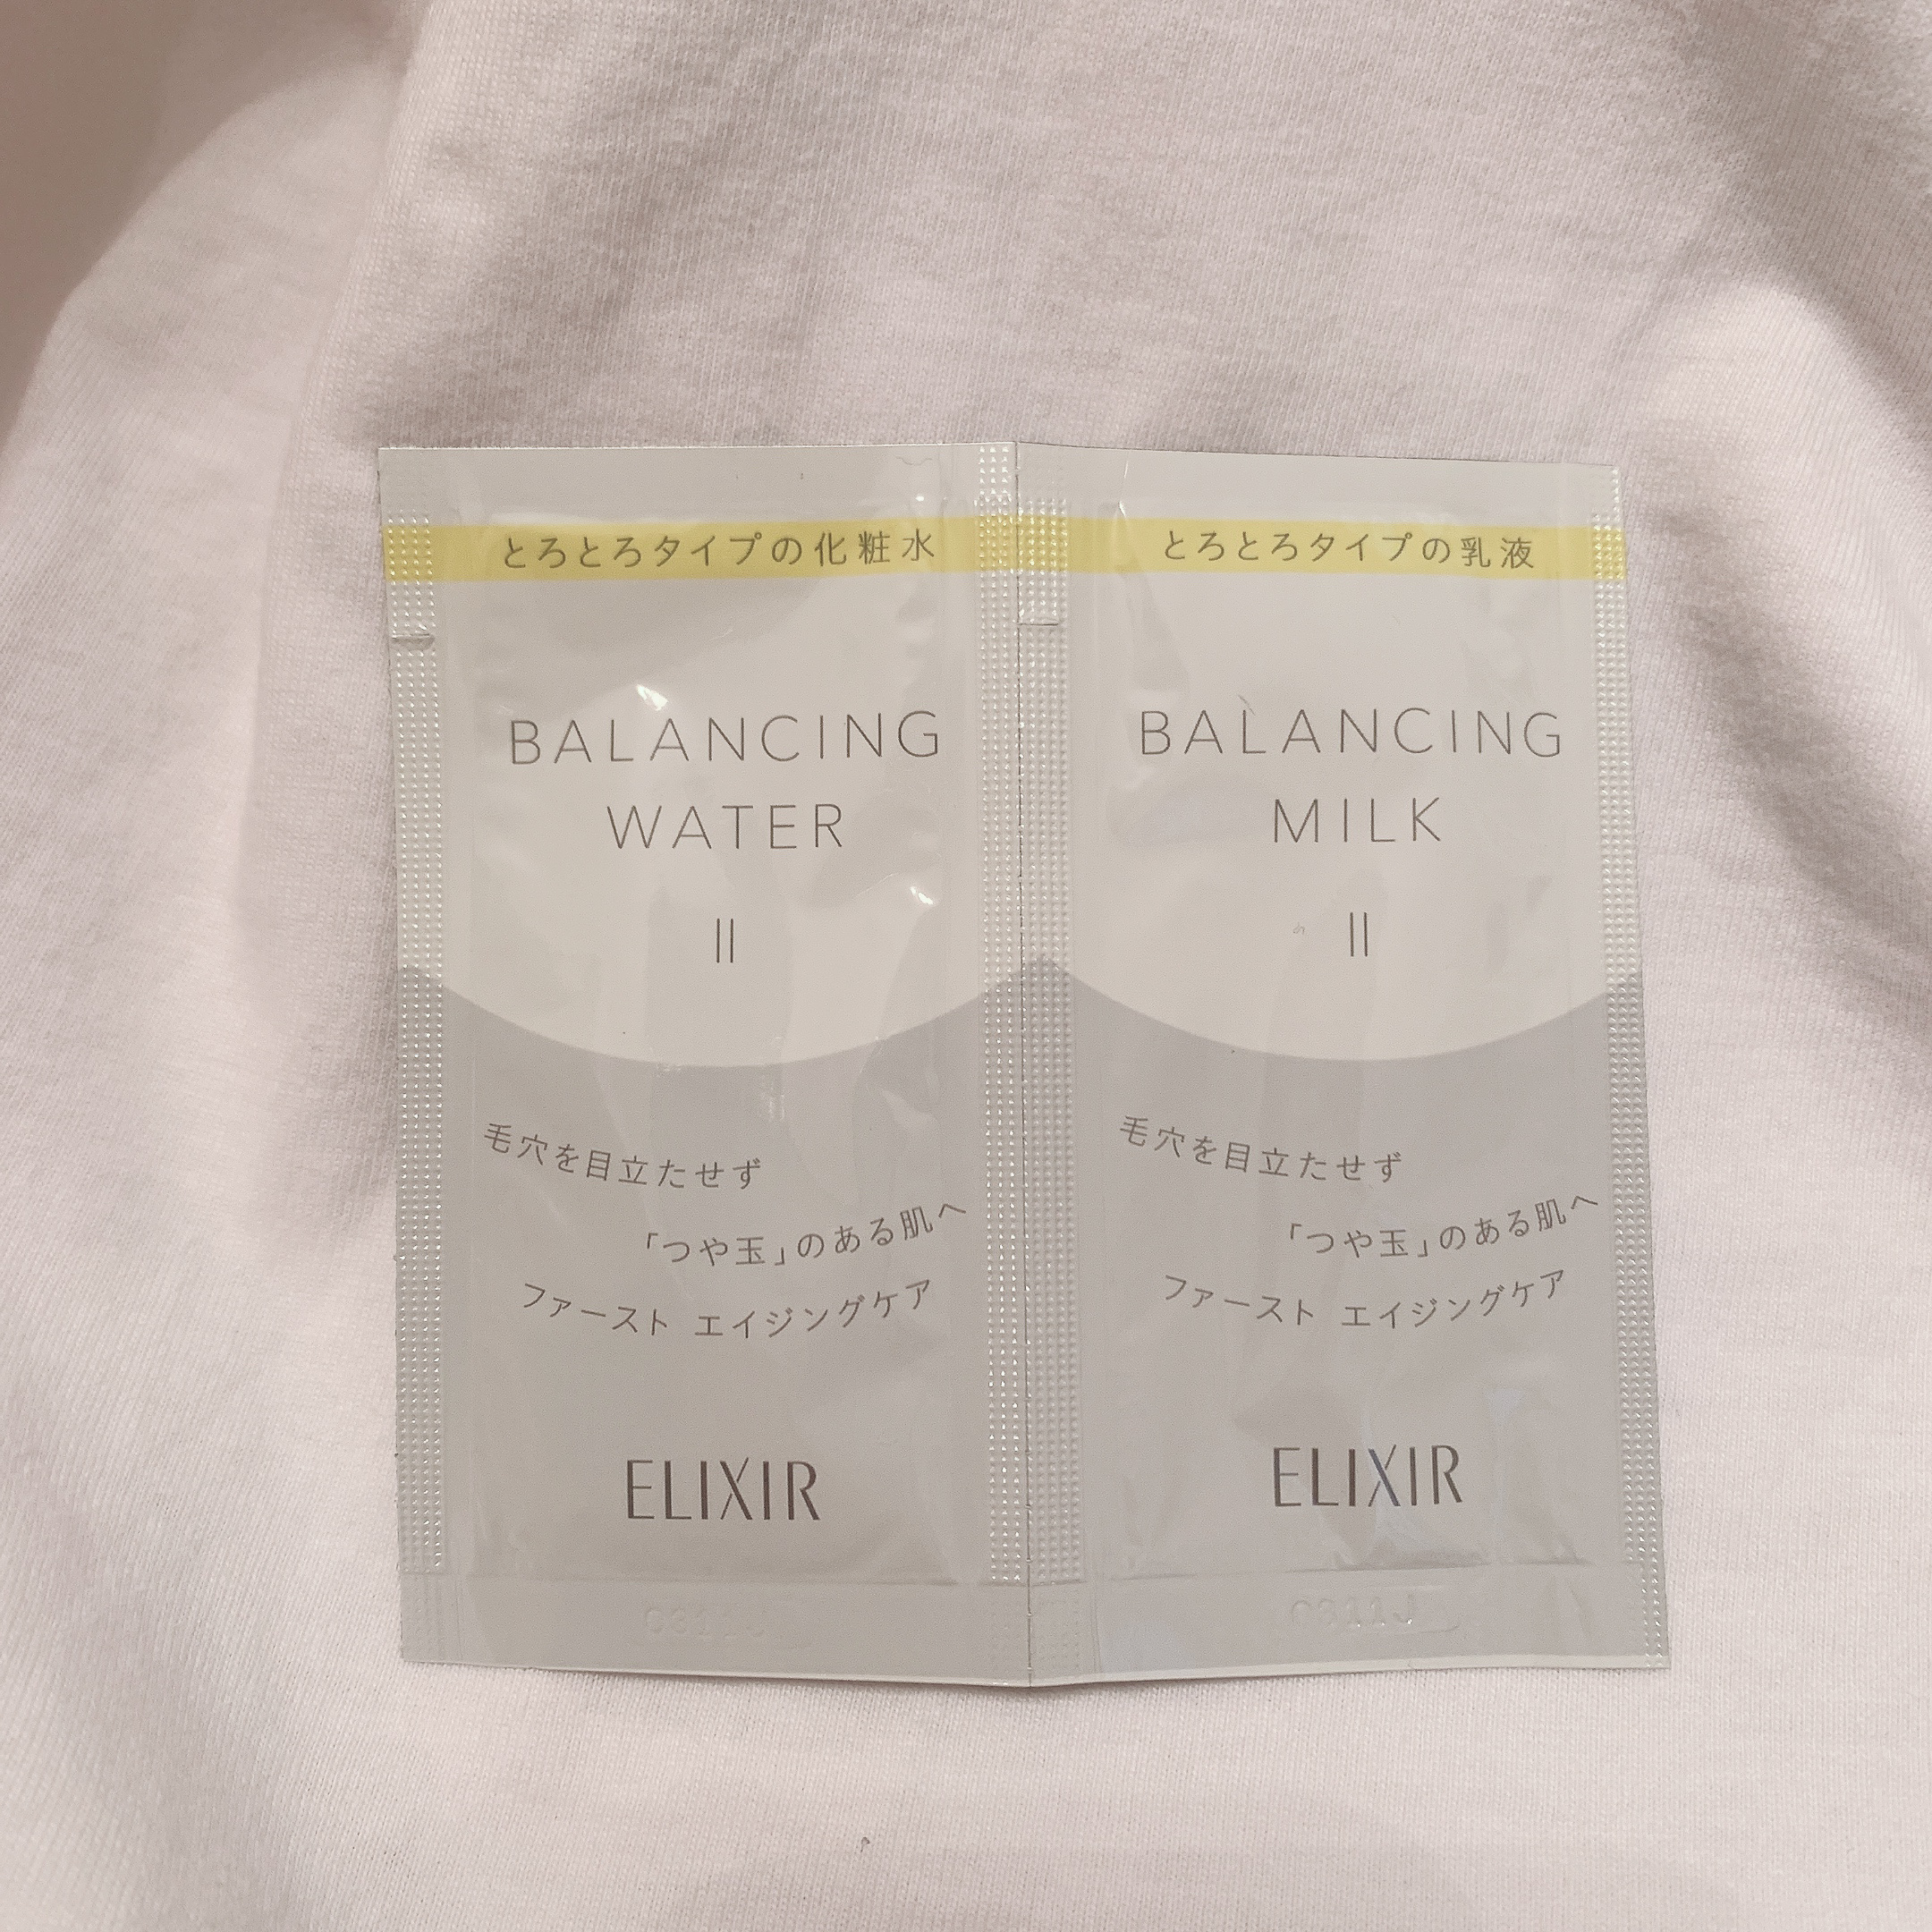 とろとろタイプの化粧水
BALANCING
WATER
II
毛穴を目立たせず
「つや玉」のある肌へ
ファースト エイジングケア
ELIXIR
とろとろタイプの乳液
BALANCING
MILK
II
毛穴を目立たせず
「つや玉」のある肌へ
ファースト エイジングケア
ELIXIR